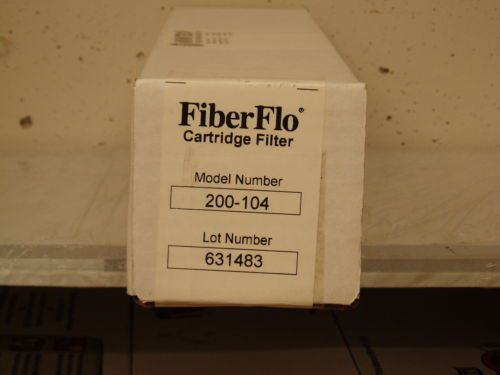 FiberFlo®
Cartridge Filter
Model Number
200-104
Lot Number
631483